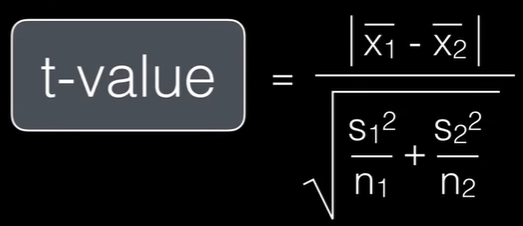 t-value = |x̅₁ - x̅₂|
√ s₁² / n₁ + s₂² / n₂